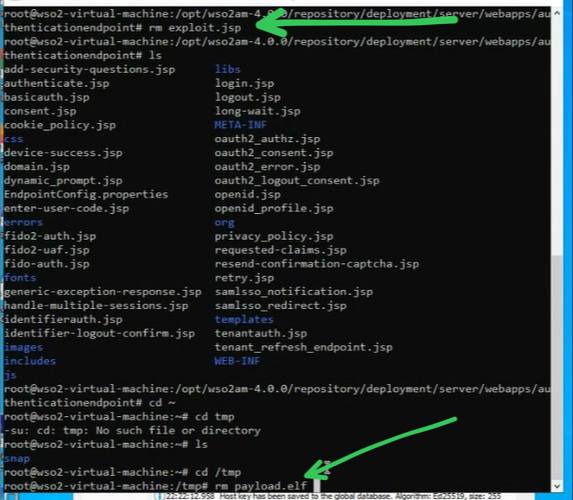 root@wso2-virtual-machine:/opt/wso2am-4.0.0/repository/deployment/server/webapps/au
thenticationendpoint# rm exploit.jsp
root@wso2-virtual-machine:/opt/wso2am-4.0.0/repository/deployment/server/webapps/au
thenticationendpoint# ls
add-security-questions.jsp libs
authenticate.jsp login.jsp
basicauth.jsp logout.jsp
consent.jsp long-wait.jsp
cookie_policy.jsp META-INF
css oauth2_authz.jsp
device-success.jsp oauth2_consent.jsp
domain.jsp oauth2_error.jsp
dynamic_prompt.jsp oauth2_logout_consent.jsp
EndpointConfig.properties openid.jsp
enter-user-code.jsp openid_profile.jsp
errors org
fido2-auth.jsp privacy_policy.jsp
fido2-uaf.jsp requested-claims.jsp
fido-auth.jsp resend-confirmation-captcha.jsp
fonts retry.jsp
generic-exception-response.jsp samlsso_notification.jsp
handle-multiple-sessions.jsp samlsso_redirect.jsp
identifierauth.jsp templates
identifier-logout-confirm.jsp tenantauth.jsp
images tenant_refresh_endpoint.jsp
includes WEB-INF
js
root@wso2-virtual-machine:/opt/wso2am-4.0.0/repository/deployment/server/webapps/au
thenticationendpoint# cd ~
root@wso2-virtual-machine:~# cd tmp
-su: cd: tmp: No such file or directory
root@wso2-virtual-machine:~# ls
snap
root@wso2-virtual-machine:~# cd /tmp
root@wso2-virtual-machine:/tmp# rm payload.elf
22:22:12.958 Host key has been saved to the global database. Algorithm: Ed25519, size: 255